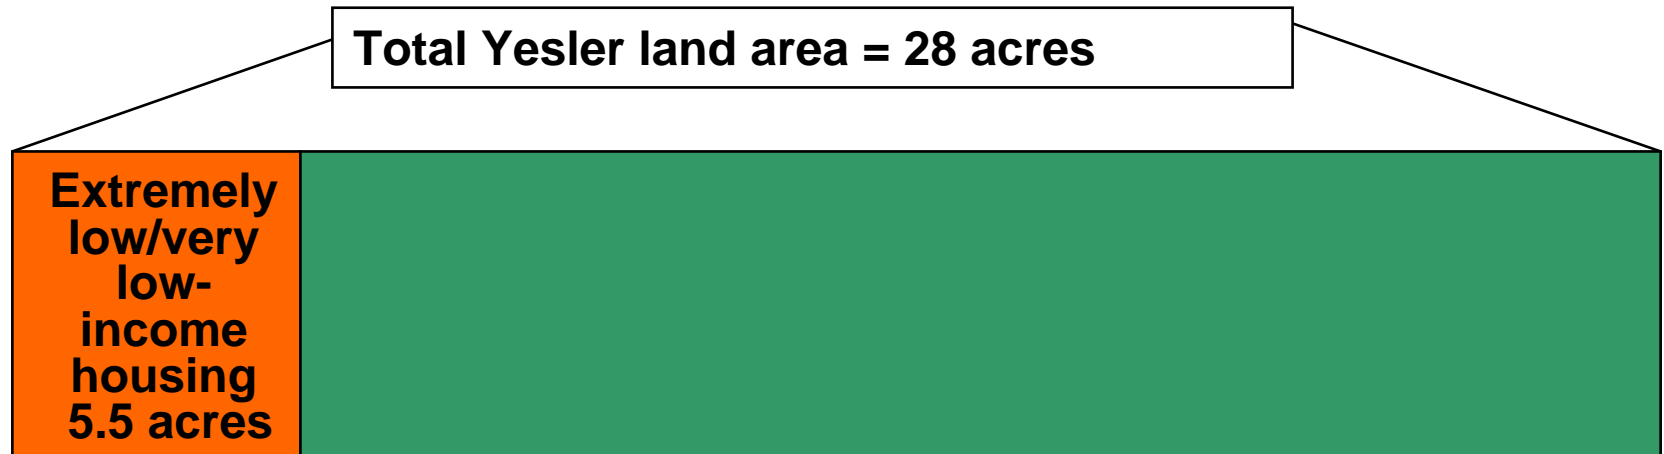 Total Yesler land area = 28 acres
Extremely
low/very
low-
income
housing
5.5 acres